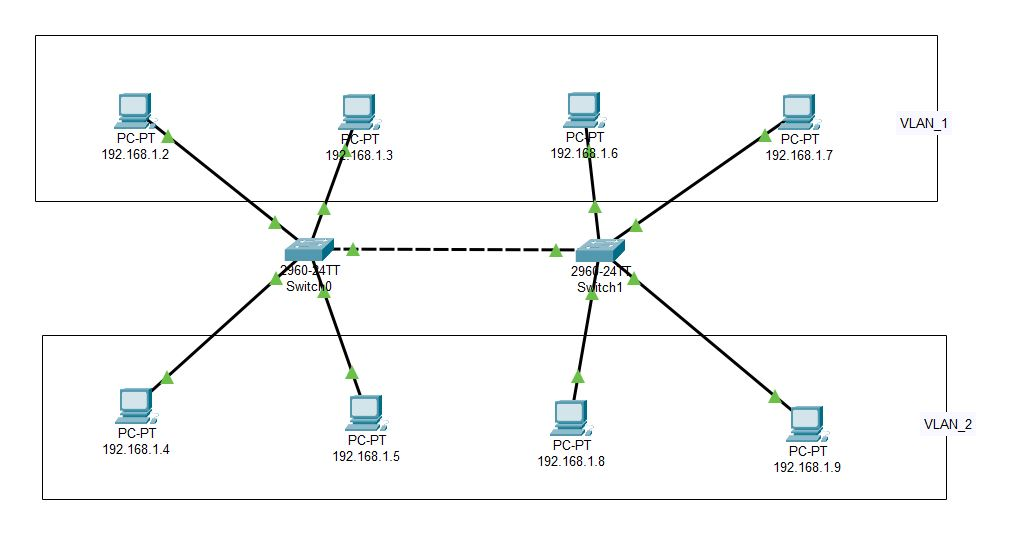 PC-PT
192.168.1.2
PC-PT
192.168.1.3
PC-PT
192.168.1.6
PC-PT
192.168.1.7
VLAN_1
2960-24TT
Switch0
2960-24TT
Switch1
PC-PT
192.168.1.4
PC-PT
192.168.1.5
PC-PT
192.168.1.8
PC-PT
192.168.1.9
VLAN_2